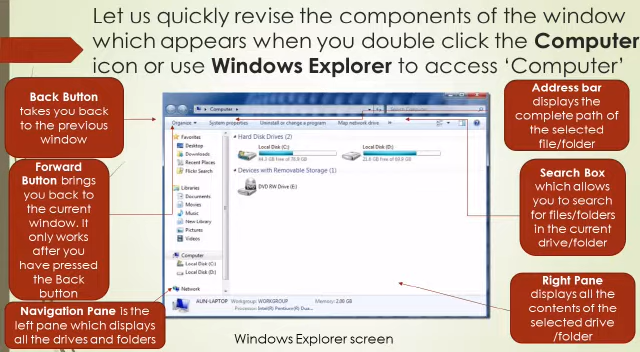 Let us quickly revise the components of the window
which appears when you double click the Computer
icon or use Windows Explorer to access ‘Computer’
Back Button
takes you back
to the previous
window
Forward
Button brings
you back to
the current
window. It
only works
after you
have pressed
the Back
button
Navigation Pane is the
left pane which displays
all the drives and folders
Computer
Search Computer
Organize
System properties
Uninstall or change a program
Map network drive
»
Favorites
Desktop
Downloads
Recent Places
Flickr Search
Libraries
Documents
Movies
Music
New Library
Pictures
Videos
Computer
Local Disk (C:)
Local Disk (D:)
Network
Hard Disk Drives (2)
Local Disk (C:)
Local Disk (D:)
Devices with Removable Storage (1)
DVD RW Drive (E:)
AUN-LAPTOP Workgroup: WORKGROUP Memory: 2.00 GB
Processor: Intel(R) Pentium(R) Dua...
Windows Explorer screen
Address bar
displays the
complete path of
the selected
file/folder
Search Box
which allows
you to search
for files/folders
in the current
drive/folder
Right Pane
displays all the
contents of the
selected drive
/folder